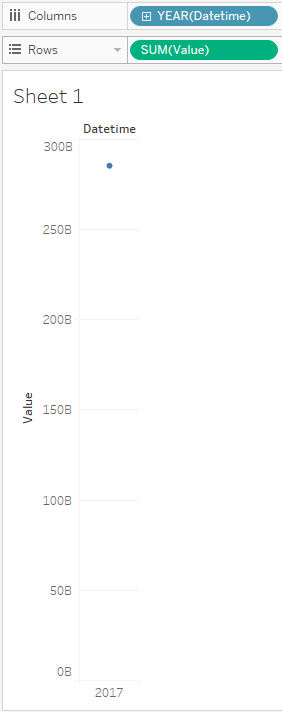 Columns YEAR(Datetime)
Rows SUM(Value)
Sheet 1
Datetime
300B
250B
200B
150B
100B
50B
0B
Value
2017